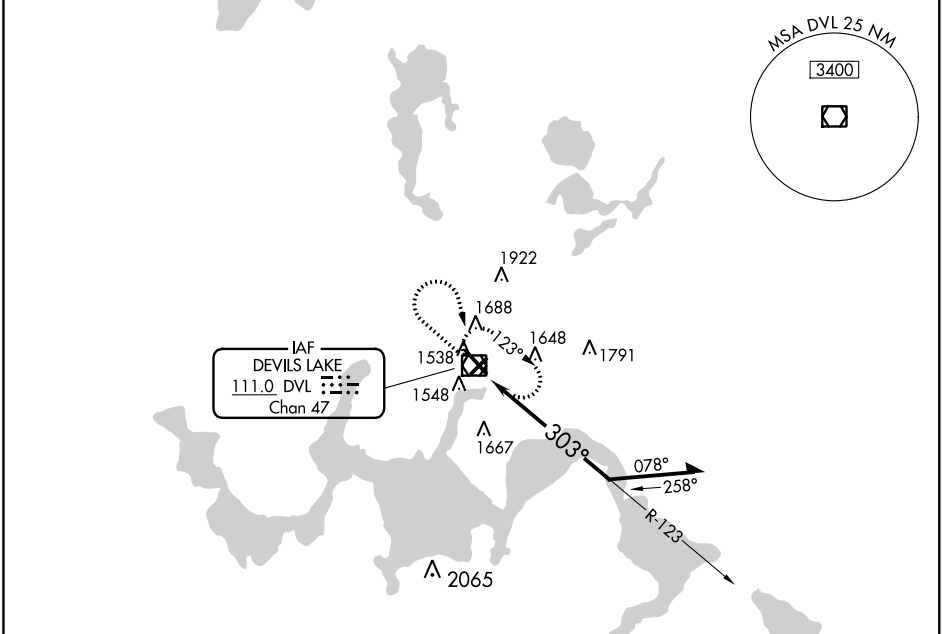 MSA DVL 25 NM
3400
1922
1688
123°
1648
1791
1538
IAF
DEVILS LAKE
111.0 DVL
Chan 47
1548
1667
303°
078°
258°
R-123
2065